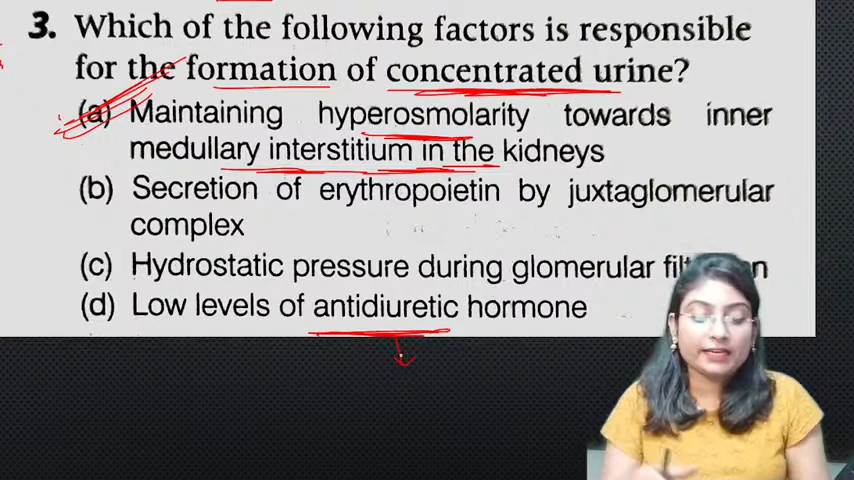 3. Which of the following factors is responsible
for the formation of concentrated urine?
(a) Maintaining hyperosmolarity towards inner
medullary interstitium in the kidneys
(b) Secretion of erythropoietin by juxtaglomerular
complex
(c) Hydrostatic pressure during glomerular
(d) Low levels of antidiuretic hormone